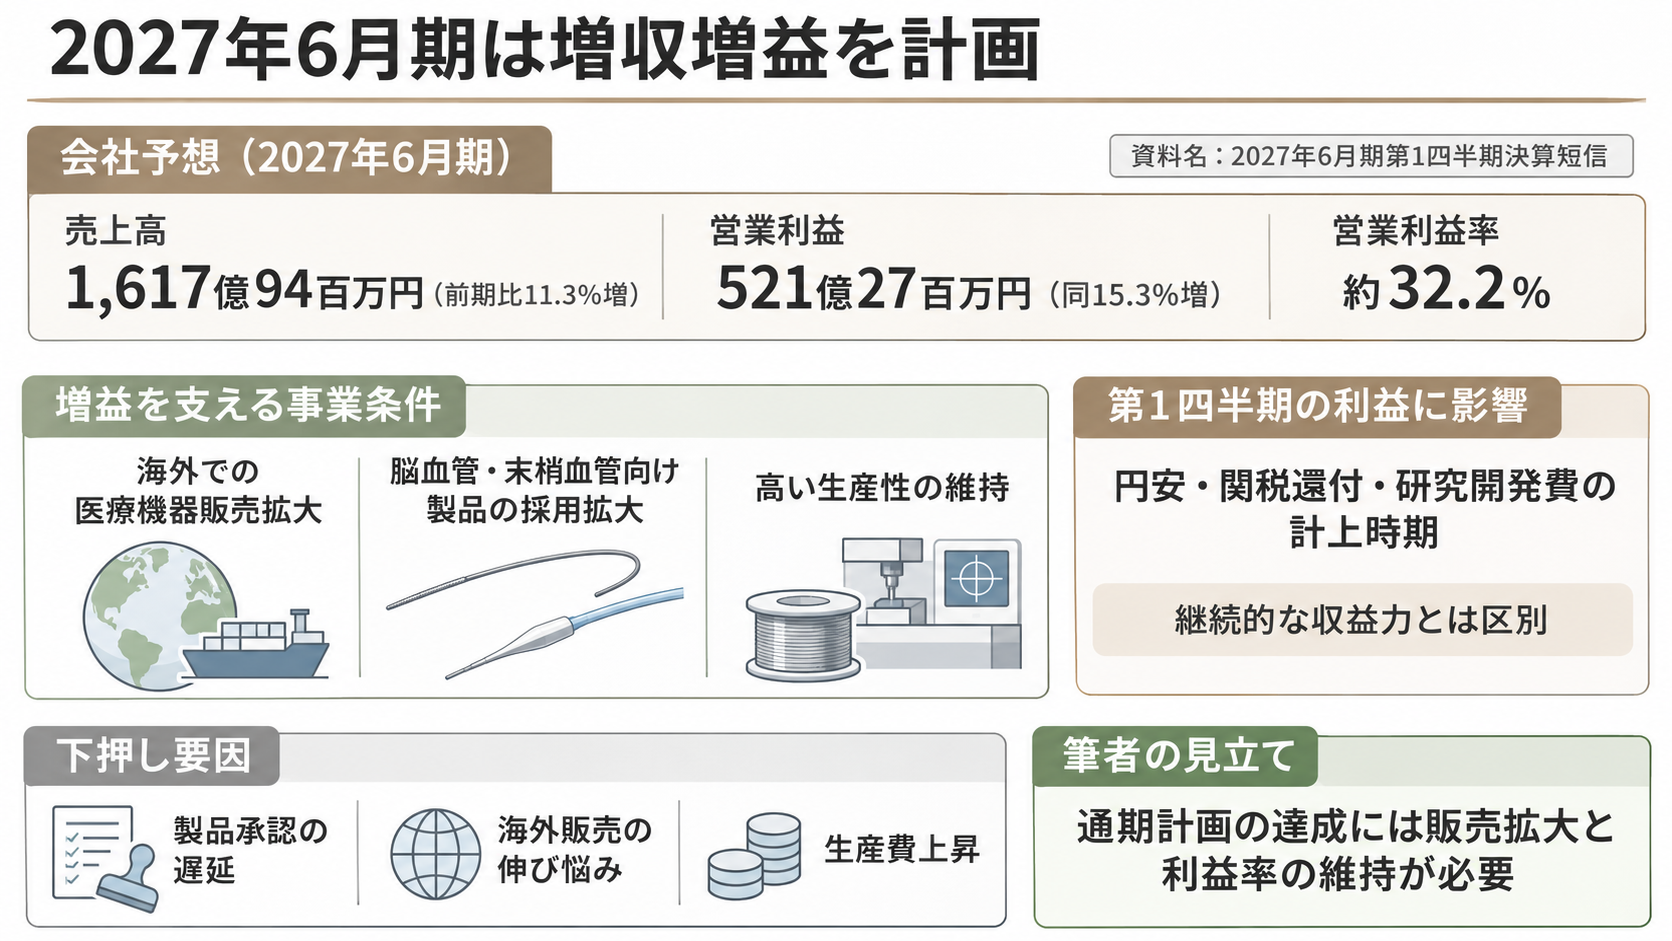 2027年6月期は増収増益を計画
会社予想（2027年6月期）
資料名：2027年6月期第1四半期決算短信
売上高
1,617億94百万円（前期比11.3%増）
営業利益
521億27百万円（同15.3%増）
営業利益率
約32.2%
増益を支える事業条件
海外での
医療機器販売拡大
脳血管・末梢血管向け
製品の採用拡大
高い生産性の維持
第1四半期の利益に影響
円安・関税還付・研究開発費の
計上時期
継続的な収益力とは区別
下押し要因
製品承認の
遅延
海外販売の
伸び悩み
生産費上昇
筆者の見立て
通期計画の達成には販売拡大と
利益率の維持が必要